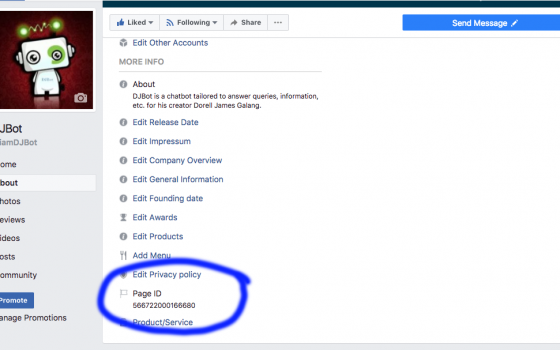 Liked
Following
Share
Send Message
Edit Other Accounts
MORE INFO
About
DJBot is a chatbot tailored to answer queries, information,
etc. for his creator Dorell James Galang.
Edit Release Date
Edit Impressum
Edit Company Overview
Edit General Information
Edit Founding date
Edit Awards
Edit Products
Add Menu
Edit Privacy policy
Page ID
566722000166680
Product/Service
JBot
iamDJBot
ome
bout
hotos
eviews
ideos
osts
ommunity
Promote
anage Promotions